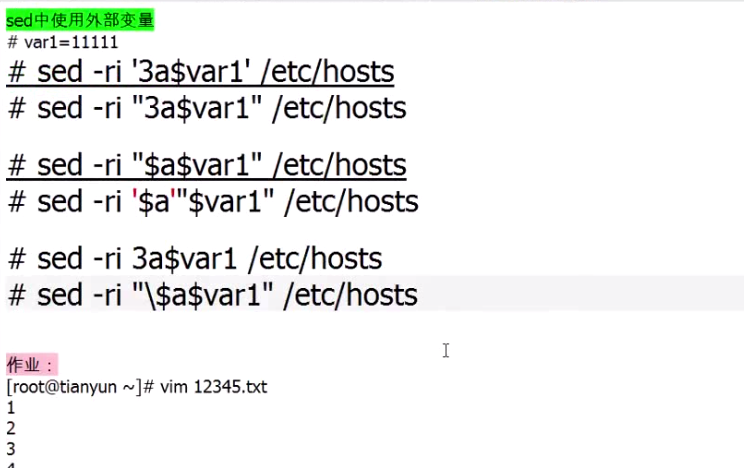 sed中使用外部变量
# var1=11111
# sed -ri '3a$var1' /etc/hosts
# sed -ri "3a$var1" /etc/hosts
# sed -ri "$a$var1" /etc/hosts
# sed -ri '$a'"$var1" /etc/hosts
# sed -ri 3a$var1 /etc/hosts
# sed -ri "\$a$var1" /etc/hosts
作业：
[root@tianyun ~]# vim 12345.txt
1
2
3